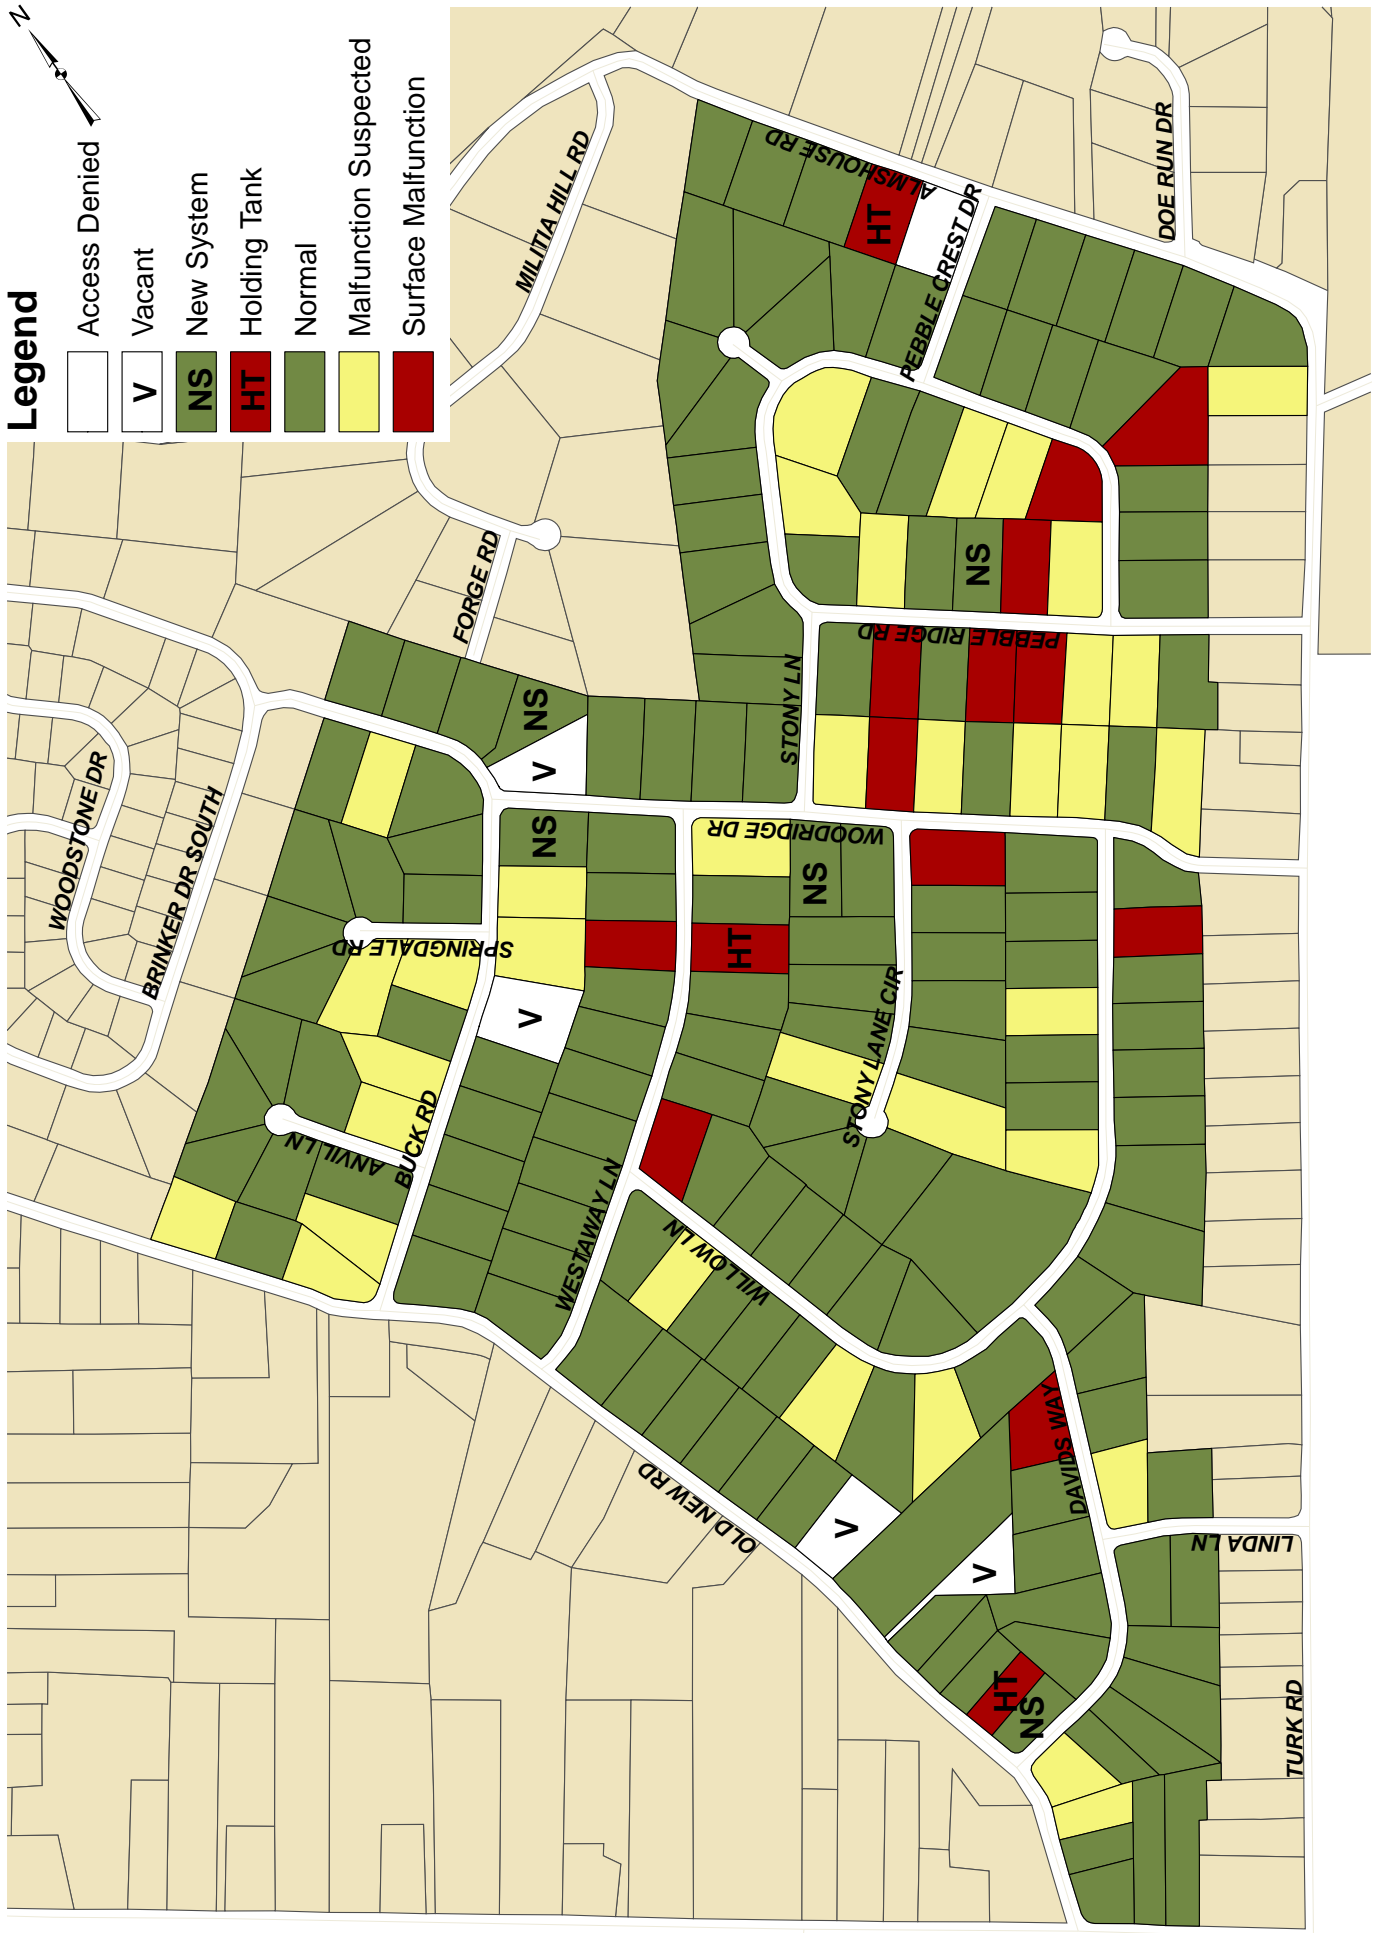 N
Legend
Access Denied
V Vacant
NS New System
HT Holding Tank
Normal
Malfunction Suspected
Surface Malfunction
MILITIA HILL RD
ALMSHOUSE RD
DOE RUN DR
HT
PEBBLE CREST DR
FORGE RD
NS
PEBBLE RIDGE RD
STONY LN
NS
V
WOODSTONE DR
BRINKER DR SOUTH
NS
WOODRIDGE DR
NS
SPRINGDALE RD
HT
V
STONY LANE CIR
ANVIL LN
BUCK RD
WESTAWAY LN
WILLOW LN
DAVIDS WAY
OLD NEW RD
V
LINDA LN
V
HT
NS
TURK RD